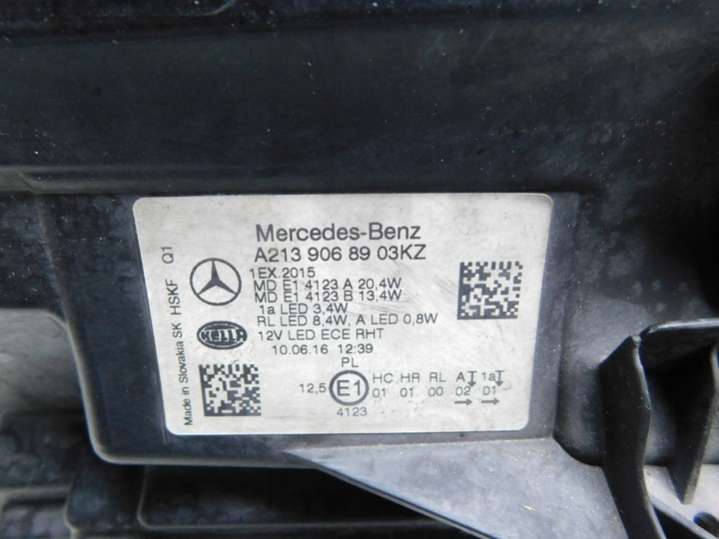 Mercedes-Benz
A213 906 89 03KZ
1EX.2015
MD E1 4123 A 20,4W
MD E1 4123 B 13,4W
1a LED 3,4W
RL LED 8,4W, A LED 0,8W
12V LED ECE RHT
10.06.16 12:39
PL
12,5 E1 HC HR RL A 1a
01 01 00 02 01
4123
HELLA
Made in Slovakia SK HSKF Q1